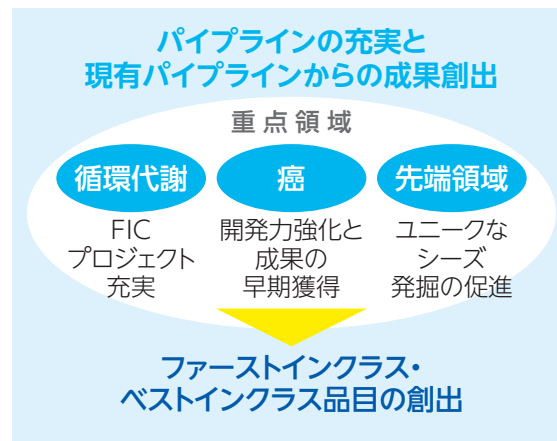 パイプラインの充実と
現有パイプラインからの成果創出
重点領域
循環代謝
FIC
プロジェクト
充実
癌
開発力強化と
成果の
早期獲得
先端領域
ユニークな
シーズ
発掘の促進
ファーストインクラス・
ベストインクラス品目の創出